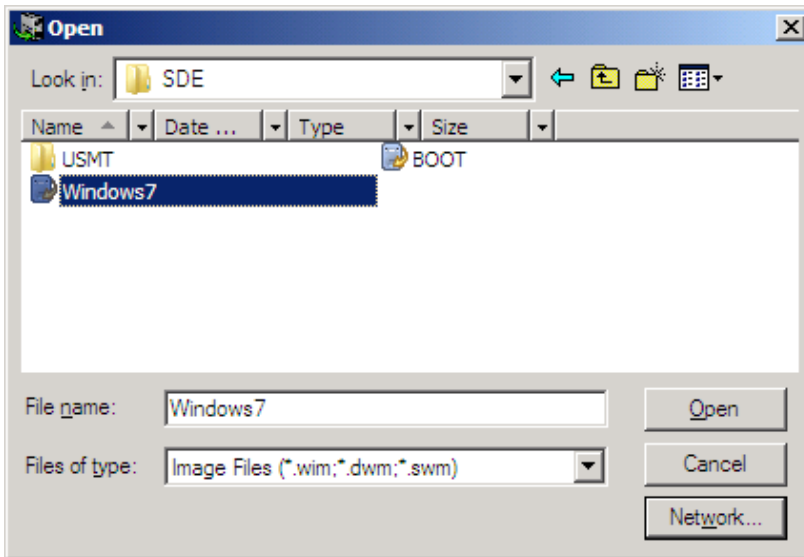 Open
Look in: SDE
Name Date ... Type Size
USMT BOOT
Windows7
File name: Windows7 Open
Files of type: Image Files (*.wim;*.dwm;*.swm) Cancel
Network...